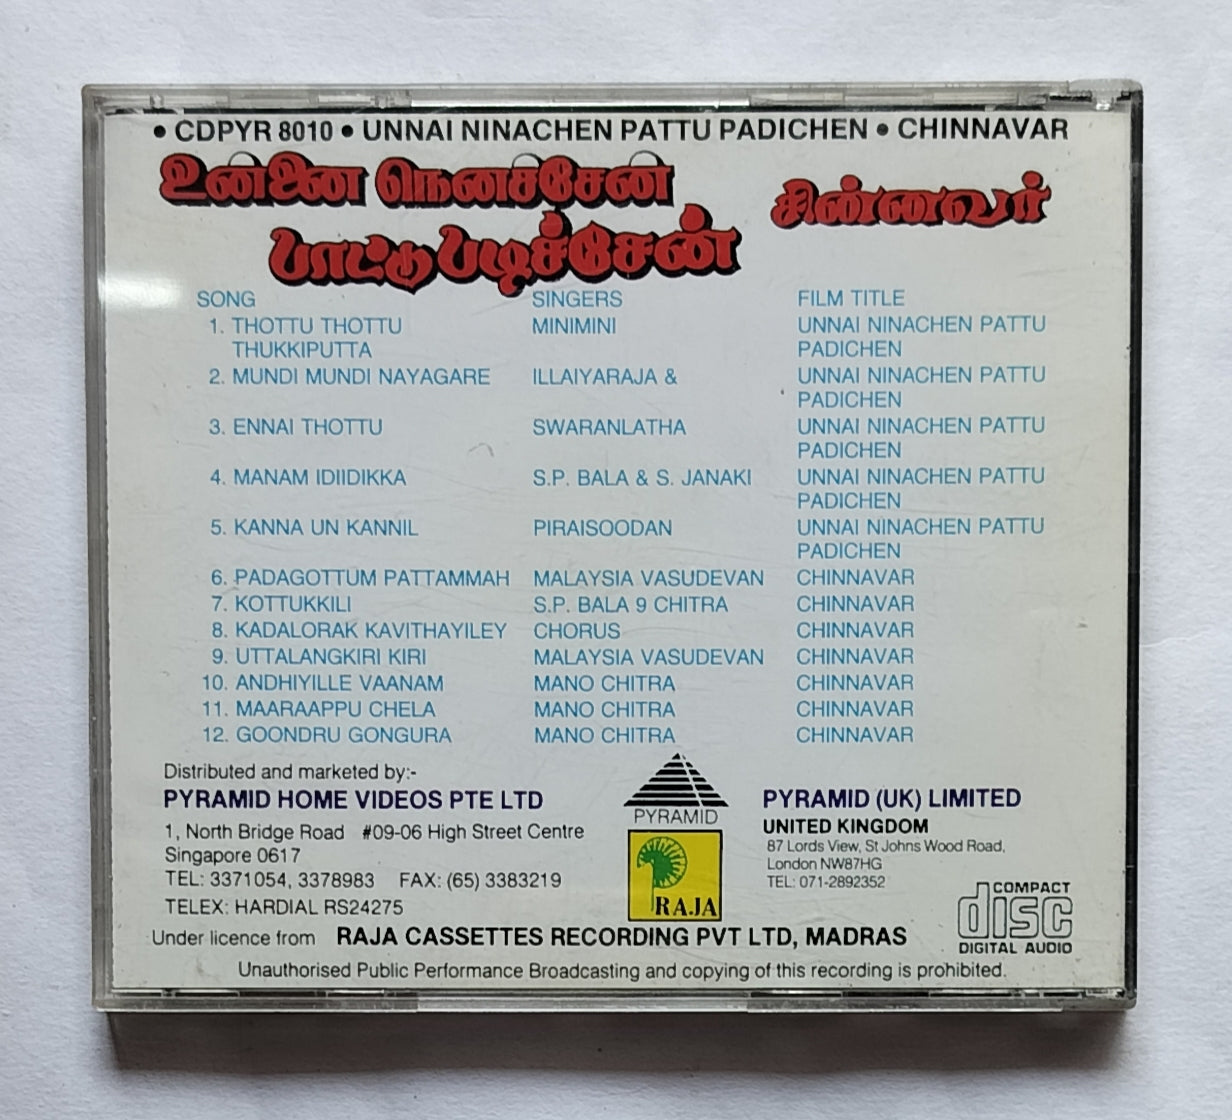 • CDPYR 8010 • UNNAI NINACHEN PATTU PADICHEN • CHINNAVAR
உன்னை நெனச்சேன் சின்னவர்
பாட்டு படிச்சேன்
SONG SINGERS FILM TITLE
1. THOTTU THOTTU MINIMINI UNNAI NINACHEN PATTU
THUKKIPUTTA PADICHEN
2. MUNDI MUNDI NAYAGARE ILLAIYARAJA & UNNAI NINACHEN PATTU
PADICHEN
3. ENNAI THOTTU SWARANLATHA UNNAI NINACHEN PATTU
PADICHEN
4. MANAM IDIIDIKKA S.P. BALA & S. JANAKI UNNAI NINACHEN PATTU
PADICHEN
5. KANNA UN KANNIL PIRAISOODAN UNNAI NINACHEN PATTU
PADICHEN
6. PADAGOTTUM PATTAMMAH MALAYSIA VASUDEVAN CHINNAVAR
7. KOTTUKKILI S.P. BALA 9 CHITRA CHINNAVAR
8. KADALORAK KAVITHAYILEY CHORUS CHINNAVAR
9. UTTALANGKIRI KIRI MALAYSIA VASUDEVAN CHINNAVAR
10. ANDHIYILLE VAANAM MANO CHITRA CHINNAVAR
11. MAARAAPPU CHELA MANO CHITRA CHINNAVAR
12. GOONDRU GONGURA MANO CHITRA CHINNAVAR
Distributed and marketed by:-
PYRAMID HOME VIDEOS PTE LTD
1, North Bridge Road #09-06 High Street Centre
Singapore 0617
TEL: 3371054, 3378983 FAX: (65) 3383219
TELEX: HARDIAL RS24275
PYRAMID
RAJA
PYRAMID (UK) LIMITED
UNITED KINGDOM
87 Lords View, St Johns Wood Road,
London NW87HG
TEL: 071-2892352
COMPACT
disc
DIGITAL AUDIO
Under licence from RAJA CASSETTES RECORDING PVT LTD, MADRAS
Unauthorised Public Performance Broadcasting and copying of this recording is prohibited.